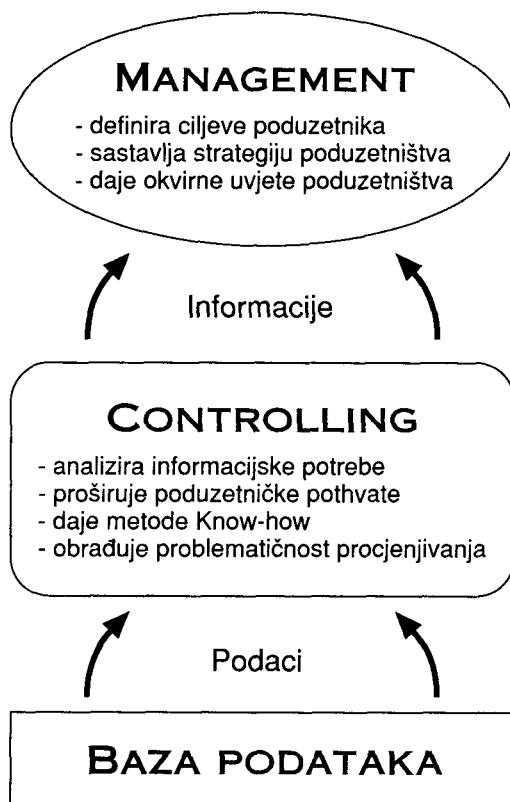 MANAGEMENT
- definira ciljeve poduzetnika
- sastavlja strategiju poduzetništva
- daje okvirne uvjete poduzetništva
Informacije
CONTROLLING
- analizira informacijske potrebe
- proširuje poduzetničke pothvate
- daje metode Know-how
- obrađuje problematičnost procjenjivanja
Podaci
BAZA PODATAKA